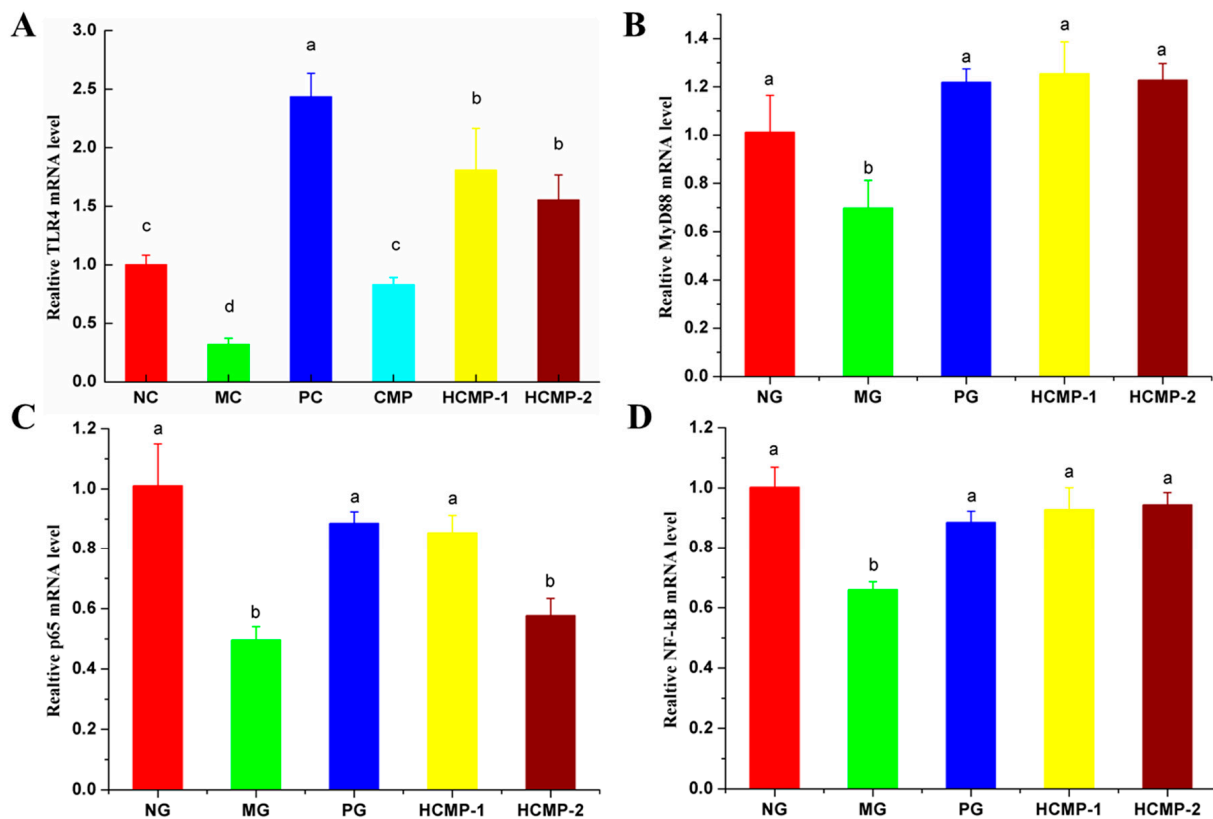 A
Realtive TLR4 mRNA level
3.0
2.5
2.0
1.5
1.0
0.5
0.0
c
d
a
c
b
b
NC MC PC CMP HCMP-1 HCMP-2
B
Realtive MyD88 mRNA level
1.4
1.2
1.0
0.8
0.6
0.4
0.2
0.0
a
b
a
a
a
NG MG PG HCMP-1 HCMP-2
C
Realtive p65 mRNA level
1.2
1.0
0.8
0.6
0.4
0.2
0.0
a
b
a
a
b
NG MG PG HCMP-1 HCMP-2
D
Realtive NF-kB mRNA level
1.2
1.0
0.8
0.6
0.4
0.2
0.0
a
b
a
a
a
NG MG PG HCMP-1 HCMP-2